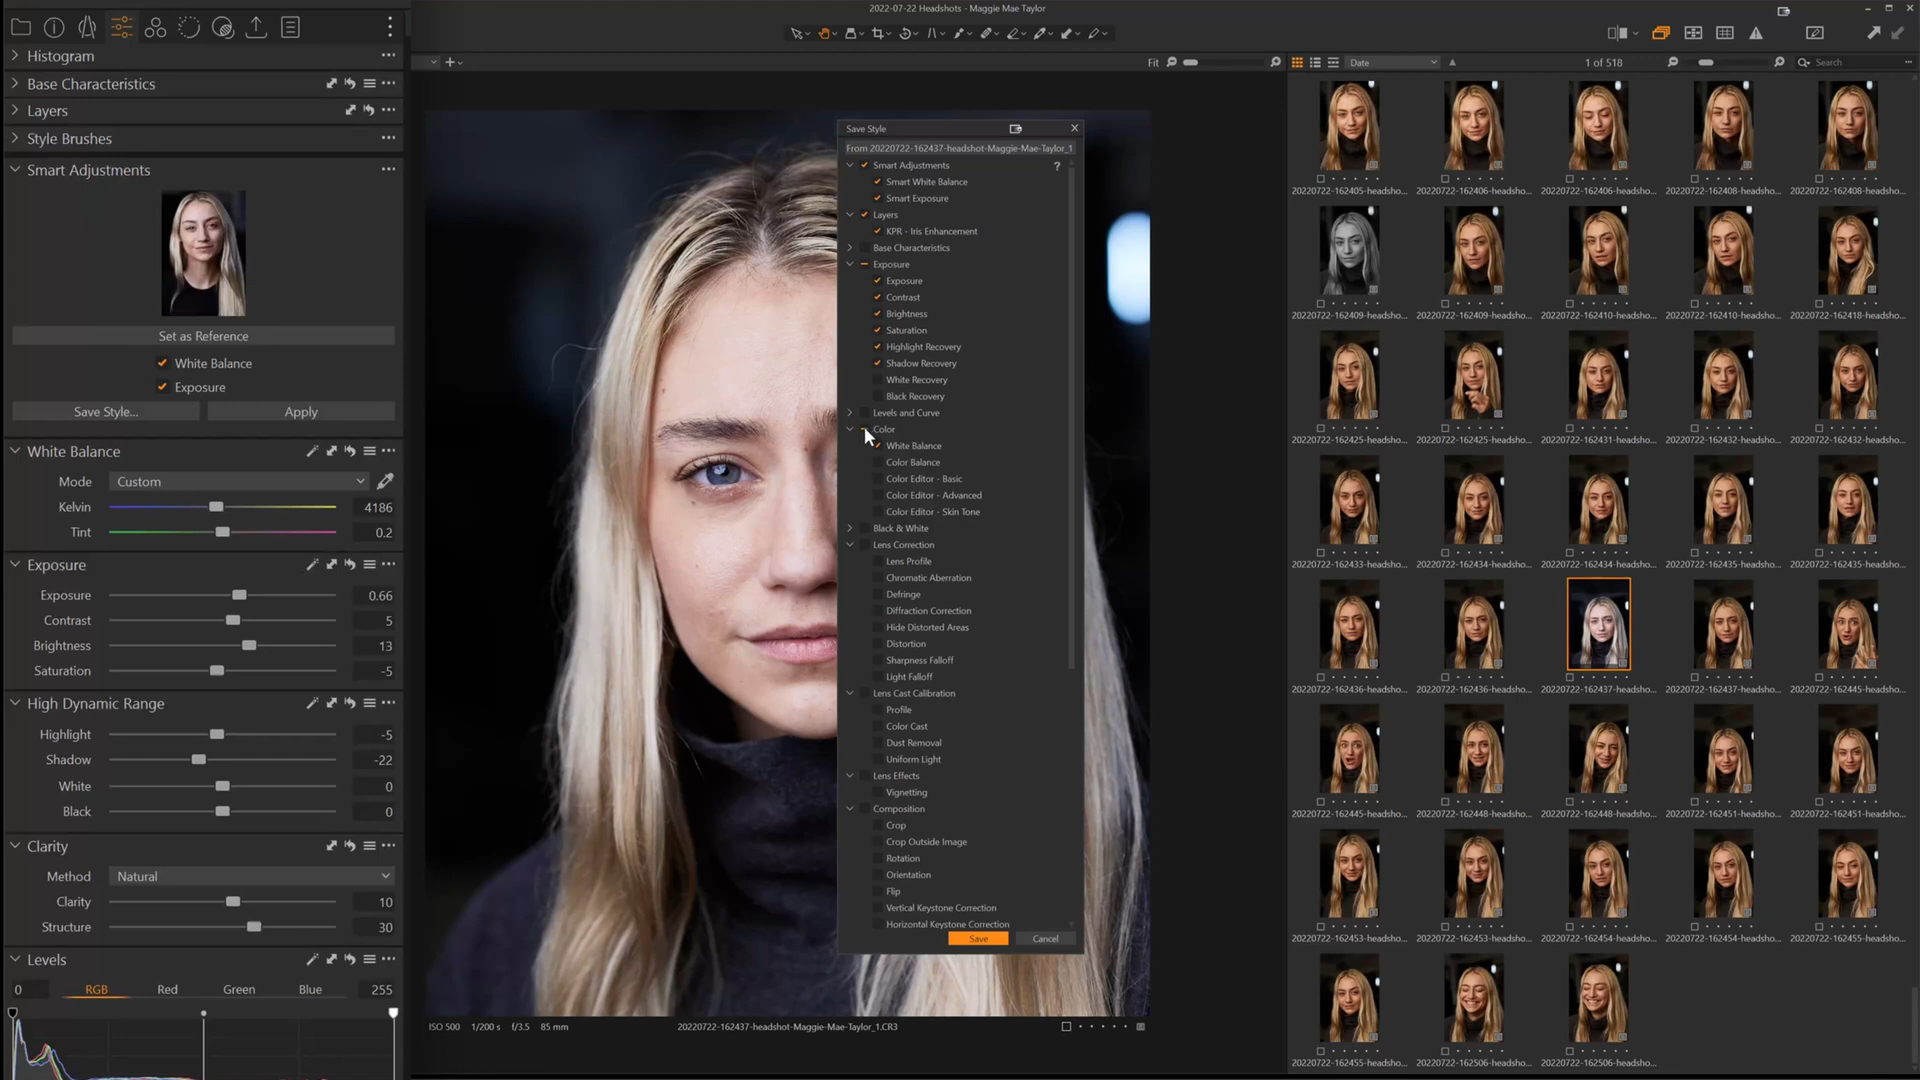 2022-07-22 Headshots - Maggie Mae Taylor
Histogram
Base Characteristics
Layers
Style Brushes
Smart Adjustments
Set as Reference
White Balance
Exposure
Save Style...
Apply
White Balance
Mode Custom
Kelvin 4186
Tint 0.2
Exposure
Exposure 0.66
Contrast 5
Brightness 13
Saturation -5
High Dynamic Range
Highlight -5
Shadow -22
White 0
Black 0
Clarity
Method Natural
Clarity 10
Structure 30
Levels
0 RGB Red Green Blue 255
Fit
Save Style
From 20220722-162437-headshot-Maggie-Mae-Taylor_1
Smart Adjustments ?
Smart White Balance
Smart Exposure
Layers
KPR - Iris Enhancement
Base Characteristics
Exposure
Exposure
Contrast
Brightness
Saturation
Highlight Recovery
Shadow Recovery
White Recovery
Black Recovery
Levels and Curve
Color
White Balance
Color Balance
Color Editor - Basic
Color Editor - Advanced
Color Editor - Skin Tone
Black & White
Lens Correction
Lens Profile
Chromatic Aberration
Defringe
Diffraction Correction
Hide Distorted Areas
Distortion
Sharpness Falloff
Light Falloff
Lens Cast Calibration
Profile
Color Cast
Dust Removal
Uniform Light
Lens Effects
Vignetting
Composition
Crop
Crop Outside Image
Rotation
Orientation
Flip
Vertical Keystone Correction
Horizontal Keystone Correction
Save Cancel
ISO 500 1/200 s f/3.5 85 mm
20220722-162437-headshot-Maggie-Mae-Taylor_1.CR3
Date
1 of 518
Search
20220722-162405-headsho... 20220722-162406-headsho... 20220722-162406-headsho... 20220722-162408-headsho... 20220722-162408-headsho...
20220722-162409-headsho... 20220722-162409-headsho... 20220722-162410-headsho... 20220722-162410-headsho... 20220722-162418-headsho...
20220722-162425-headsho... 20220722-162425-headsho... 20220722-162431-headsho... 20220722-162432-headsho... 20220722-162432-headsho...
20220722-162433-headsho... 20220722-162434-headsho... 20220722-162434-headsho... 20220722-162435-headsho... 20220722-162435-headsho...
20220722-162436-headsho... 20220722-162436-headsho... 20220722-162437-headsho... 20220722-162437-headsho... 20220722-162445-headsho...
20220722-162445-headsho... 20220722-162448-headsho... 20220722-162448-headsho... 20220722-162451-headsho... 20220722-162451-headsho...
20220722-162453-headsho... 20220722-162453-headsho... 20220722-162454-headsho... 20220722-162454-headsho... 20220722-162455-headsho...
20220722-162455-headsho... 20220722-162506-headsho... 20220722-162506-headsho...